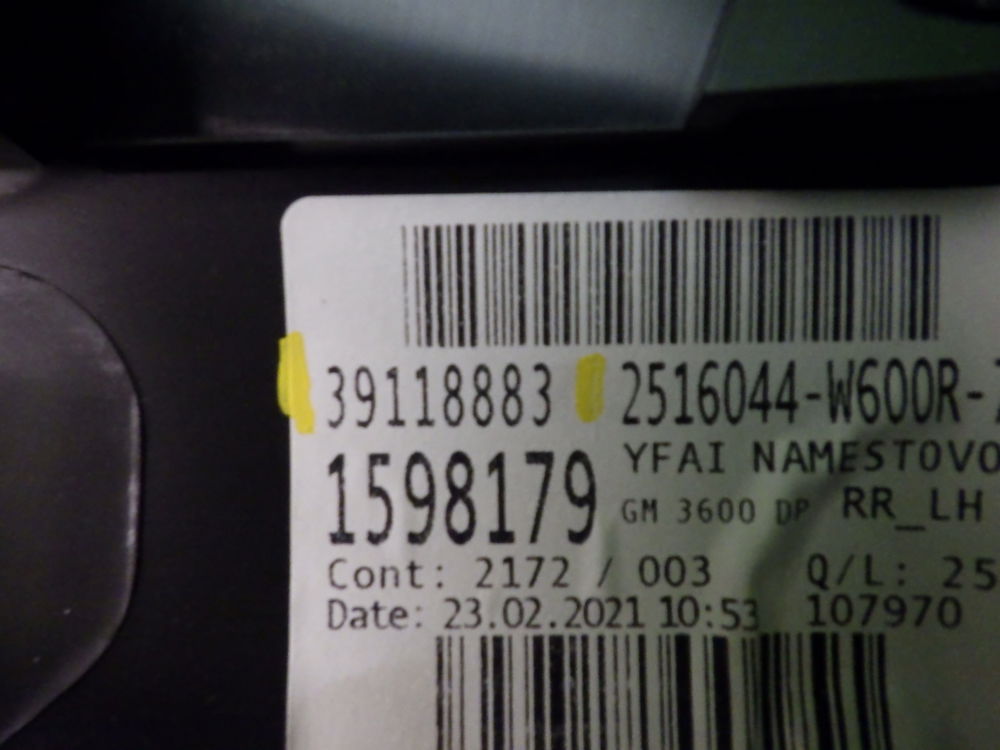 39118883 2516044-W600R-
1598179 YFAI NAMESTOVO
GM 3600 DP RR_LH
Cont: 2172 / 003 Q/L: 25
Date: 23.02.2021 10:53 107970